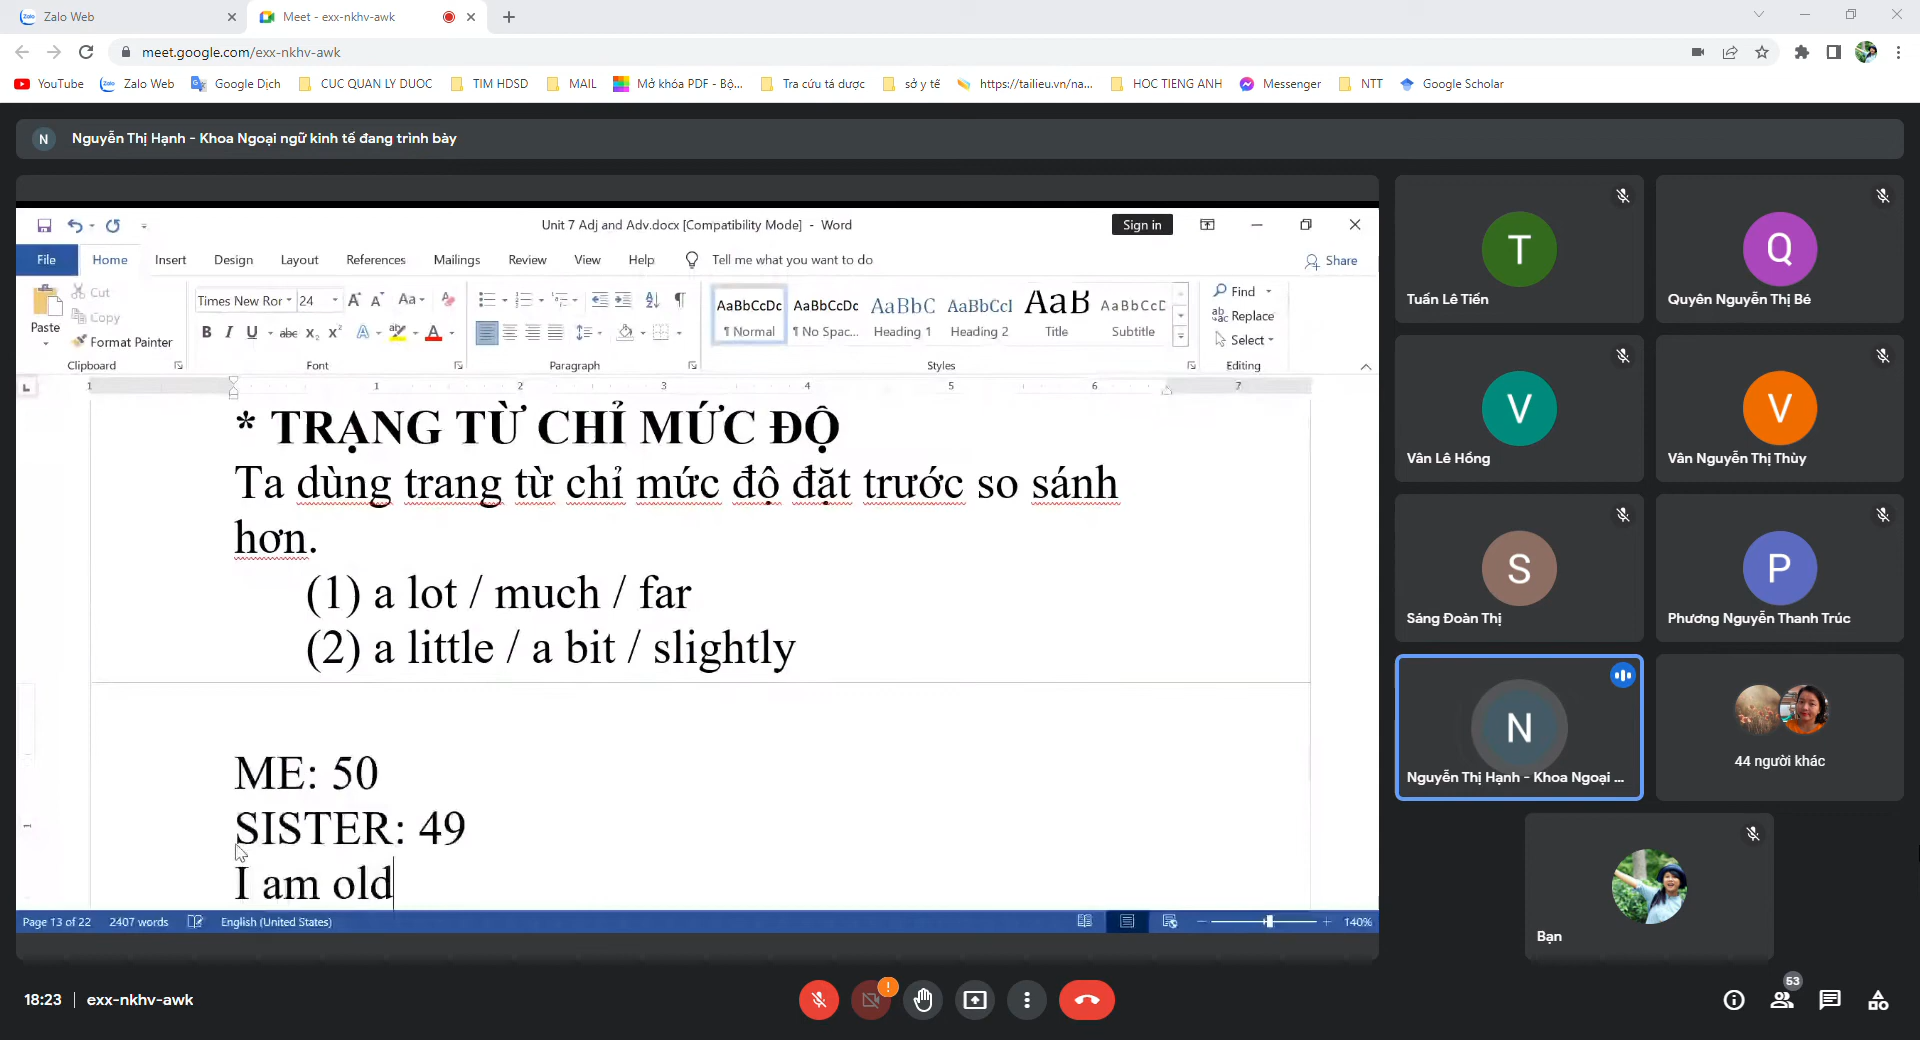 Zalo Web
Meet - exx-nkhv-awk
meet.google.com/exx-nkhv-awk
YouTube
Zalo Web
Google Dịch
CUC QUAN LY DUOC
TIM HDSD
MAIL
Mở khóa PDF - Bộ...
Tra cứu tá dược
sở y tế
https://tailieu.vn/na...
HOC TIENG ANH
Messenger
NTT
Google Scholar
N
Nguyễn Thị Hạnh - Khoa Ngoại ngữ kinh tế đang trình bày
Unit 7 Adj and Adv.docx [Compatibility Mode] - Word
Sign in
File
Home
Insert
Design
Layout
References
Mailings
Review
View
Help
Tell me what you want to do
Share
Paste
Cut
Copy
Format Painter
Clipboard
Times New Ror
24
Font
Paragraph
AaBbCcDc
¶ Normal
AaBbCcDc
¶ No Spac...
AaBbC
Heading 1
AaBbCcI
Heading 2
AaB
Title
AaBbCcD
Subtitle
Styles
Find
Replace
Select
Editing
1 1 2 3 4 5 6 7
* TRẠNG TỪ CHỈ MỨC ĐỘ
Ta dùng trang từ chỉ mức độ đặt trước so sánh
hơn.
(1) a lot / much / far
(2) a little / a bit / slightly
ME: 50
SISTER: 49
I am old
Page 13 of 22
2407 words
English (United States)
140%
T
Tuấn Lê Tiến
Q
Quyên Nguyễn Thị Bé
V
Vân Lê Hồng
V
Vân Nguyễn Thị Thùy
S
Sáng Đoàn Thị
P
Phương Nguyễn Thanh Trúc
N
Nguyễn Thị Hạnh - Khoa Ngoại ...
44 người khác
Bạn
18:23 | exx-nkhv-awk
53